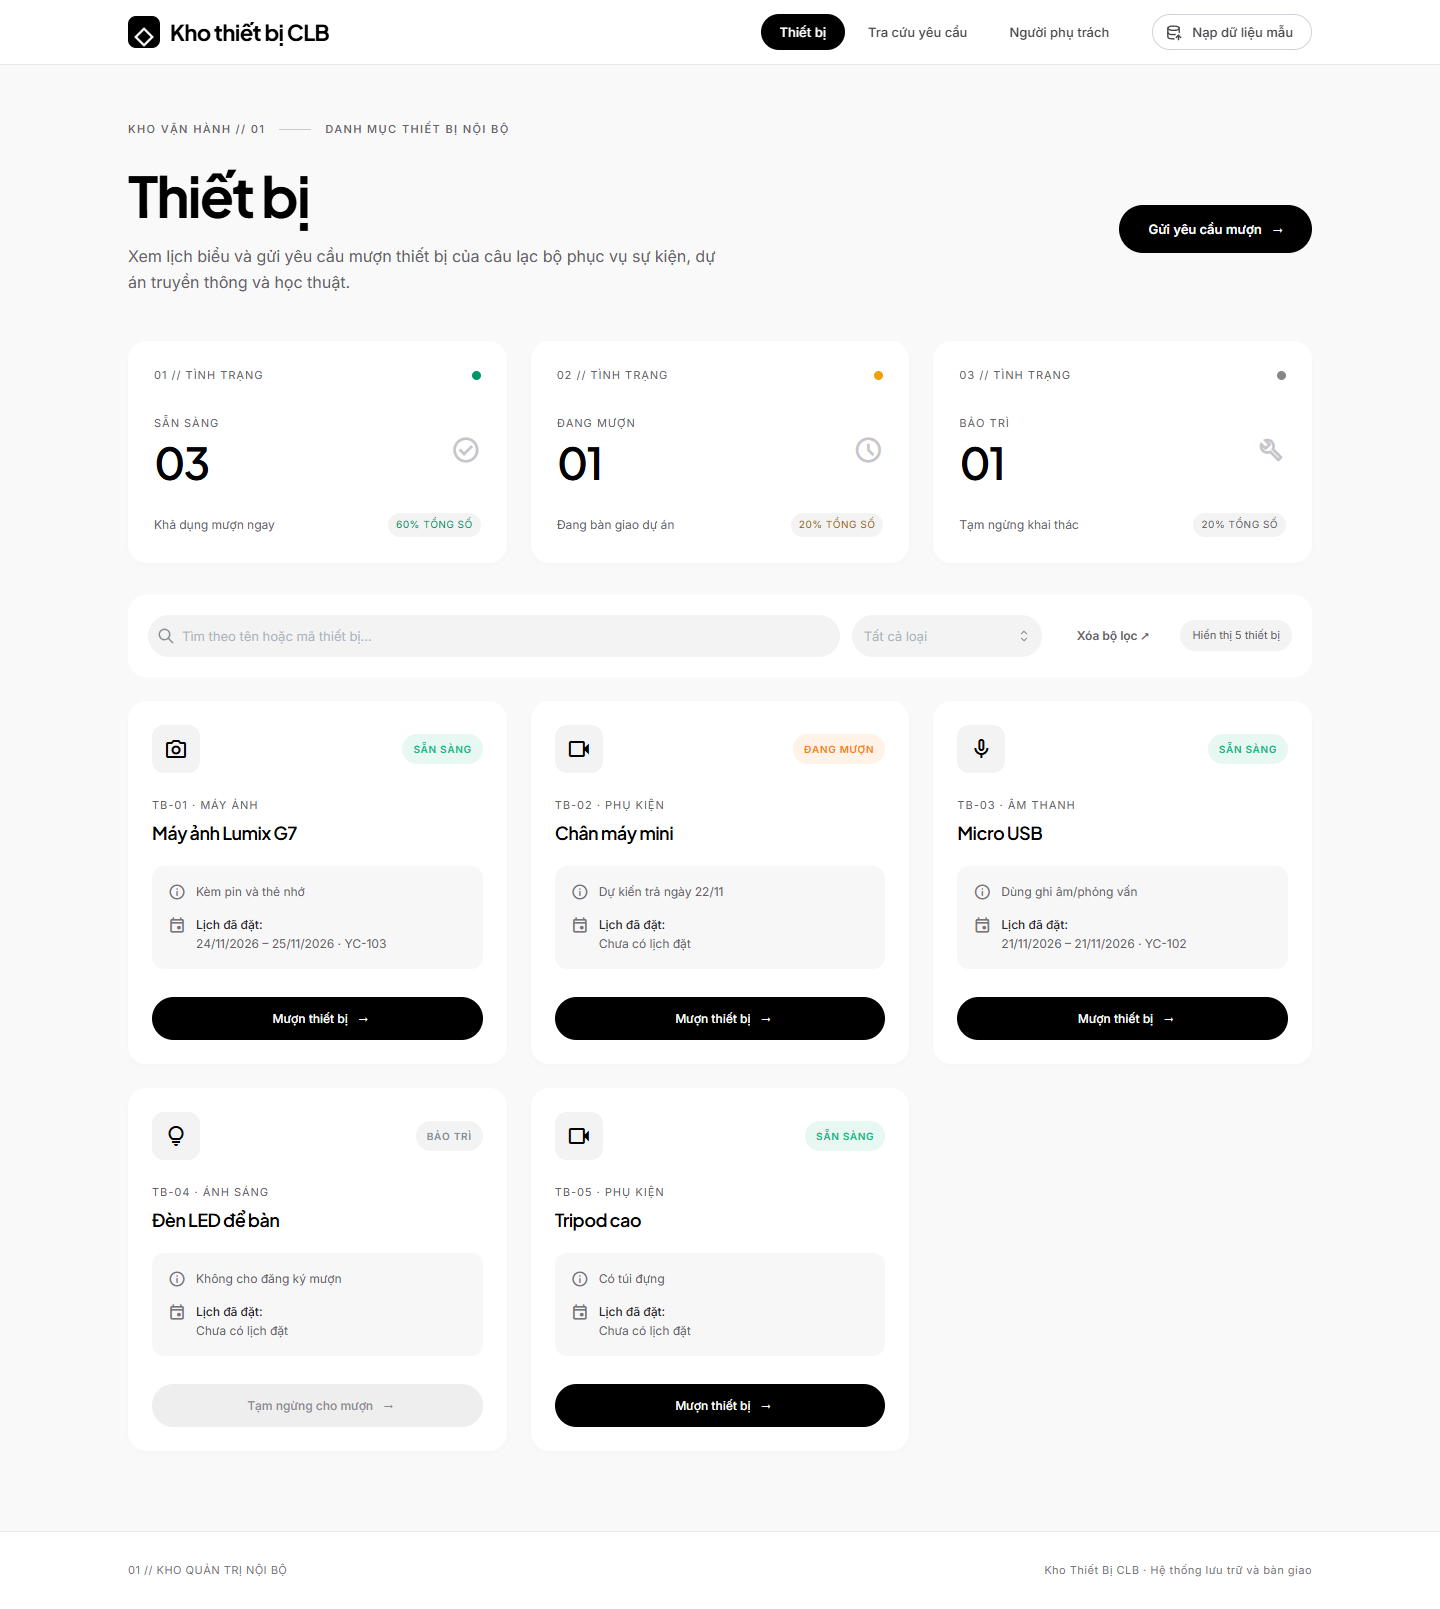 Kho thiết bị CLB
Thiết bị
Tra cứu yêu cầu
Người phụ trách
Nạp dữ liệu mẫu
KHO VẬN HÀNH // 01
DANH MỤC THIẾT BỊ NỘI BỘ
Thiết bị
Xem lịch biểu và gửi yêu cầu mượn thiết bị của câu lạc bộ phục vụ sự kiện, dự
án truyền thông và học thuật.
Gửi yêu cầu mượn →
01 // TÌNH TRẠNG
SẴN SÀNG
03
Khả dụng mượn ngay
60% TỔNG SỐ
02 // TÌNH TRẠNG
ĐANG MƯỢN
01
Đang bàn giao dự án
20% TỔNG SỐ
03 // TÌNH TRẠNG
BẢO TRÌ
01
Tạm ngừng khai thác
20% TỔNG SỐ
Tìm theo tên hoặc mã thiết bị...
Tất cả loại
Xóa bộ lọc ↗
Hiển thị 5 thiết bị
SẴN SÀNG
TB-01 · MÁY ẢNH
Máy ảnh Lumix G7
Kèm pin và thẻ nhớ
Lịch đã đặt:
24/11/2026 – 25/11/2026 · YC-103
Mượn thiết bị →
ĐANG MƯỢN
TB-02 · PHỤ KIỆN
Chân máy mini
Dự kiến trả ngày 22/11
Lịch đã đặt:
Chưa có lịch đặt
Mượn thiết bị →
SẴN SÀNG
TB-03 · ÂM THANH
Micro USB
Dùng ghi âm/phỏng vấn
Lịch đã đặt:
21/11/2026 – 21/11/2026 · YC-102
Mượn thiết bị →
BẢO TRÌ
TB-04 · ÁNH SÁNG
Đèn LED để bàn
Không cho đăng ký mượn
Lịch đã đặt:
Chưa có lịch đặt
Tạm ngừng cho mượn →
SẴN SÀNG
TB-05 · PHỤ KIỆN
Tripod cao
Có túi đựng
Lịch đã đặt:
Chưa có lịch đặt
Mượn thiết bị →
01 // KHO QUẢN TRỊ NỘI BỘ
Kho Thiết Bị CLB · Hệ thống lưu trữ và bàn giao